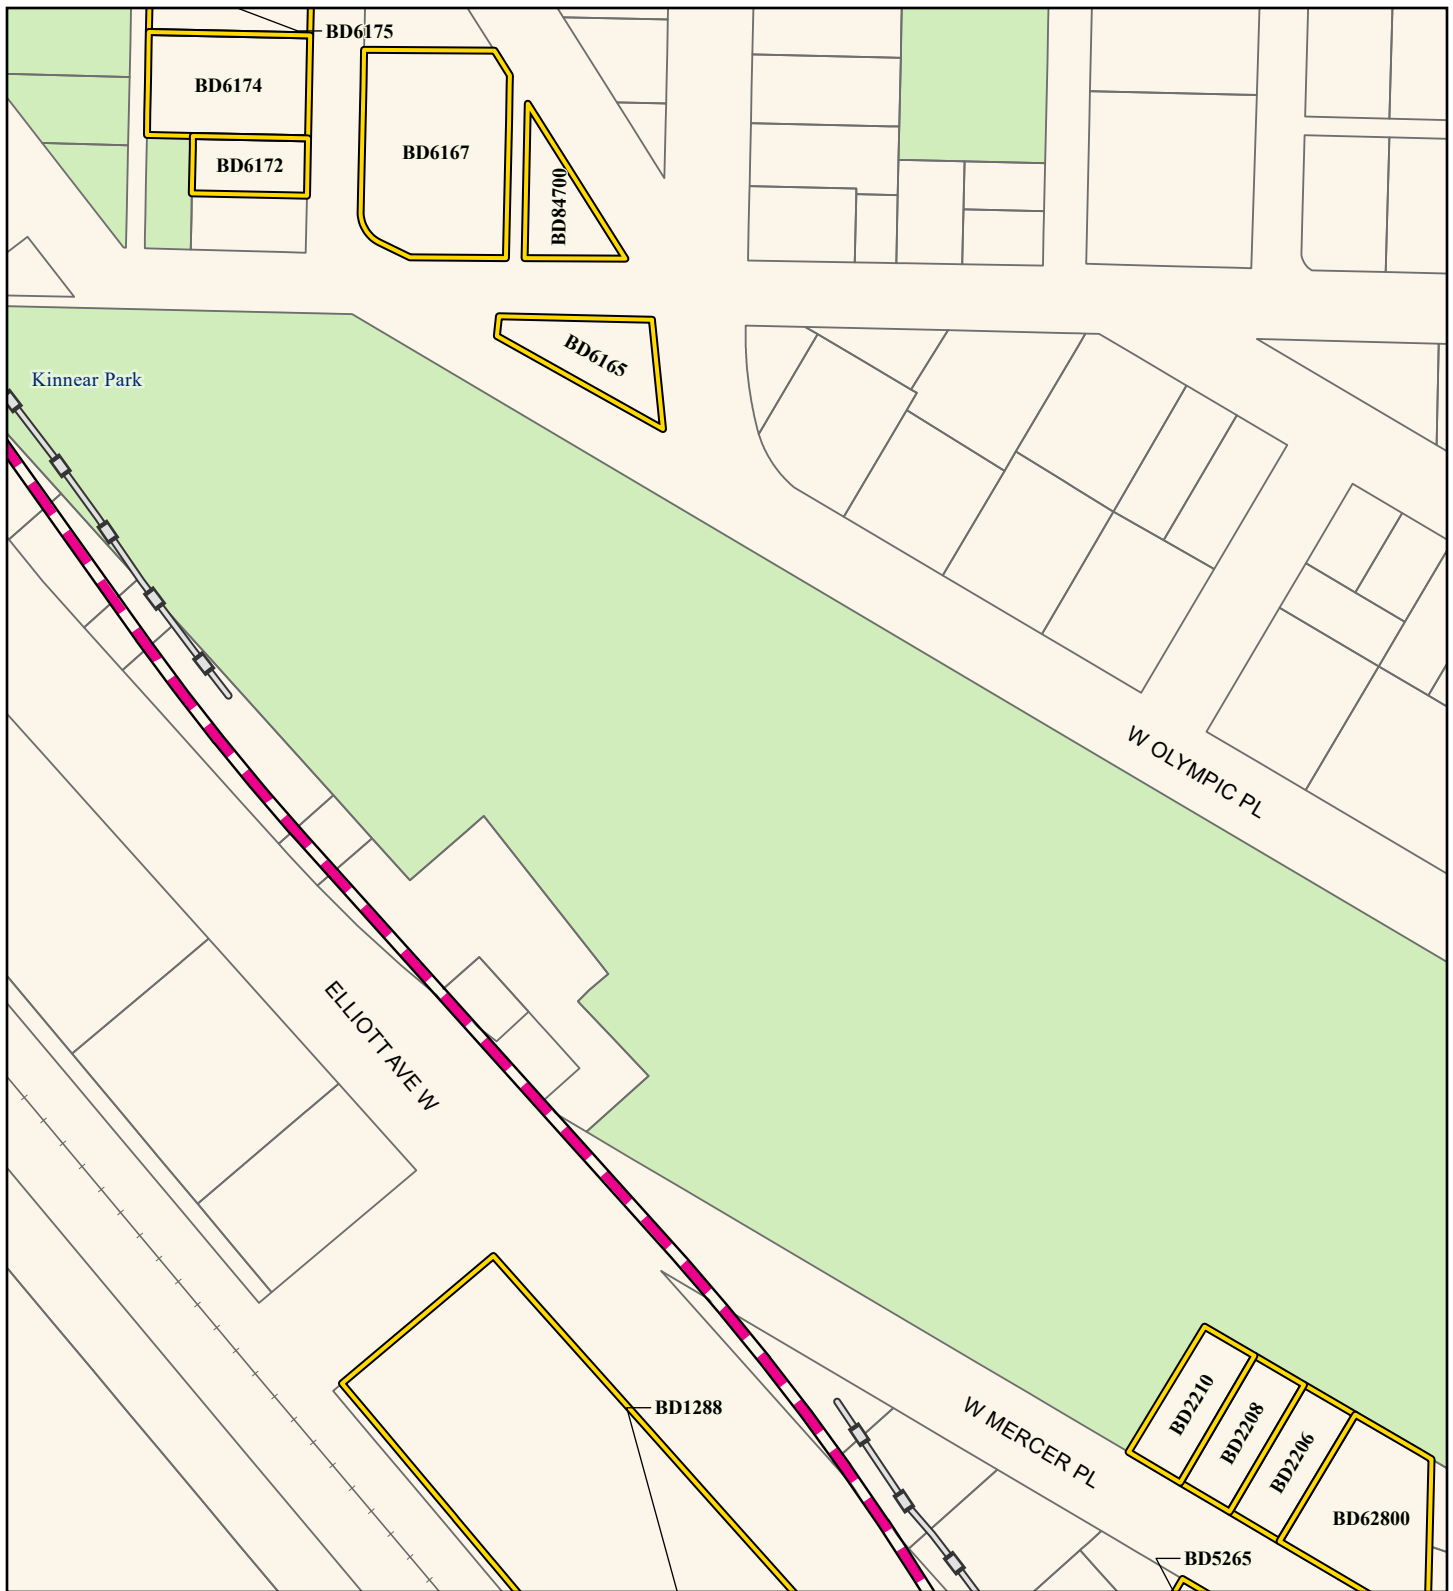 BD6175
BD6174
BD6172
BD6167
BD84700
BD6165
Kinnear Park
W OLYMPIC PL
ELLIOTT AVE W
BD1288
W MERCER PL
BD2210
BD2208
BD2206
BD62800
BD5265